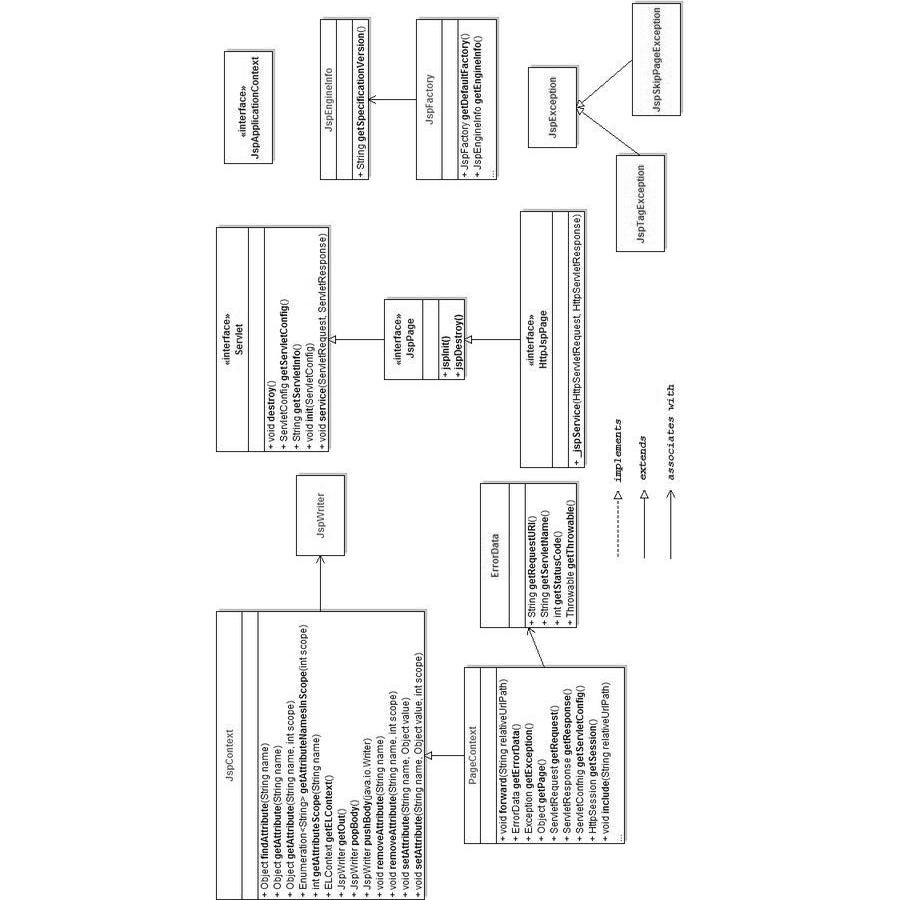 JspContext
+ Object findAttribute(String name)
+ Object getAttribute(String name)
+ Object getAttribute(String name, int scope)
+ Enumeration<String> getAttributeNamesInScope(int scope)
+ int getAttributeScope(String name)
+ ELContext getELContext()
+ JspWriter getOut()
+ JspWriter popBody()
+ JspWriter pushBody(java.io.Writer)
+ void removeAttribute(String name)
+ void removeAttribute(String name, int scope)
+ void setAttribute(String name, Object value)
+ void setAttribute(String name, Object value, int scope)
JspWriter
«interface»
Servlet
+ void destroy()
+ ServletConfig getServletConfig()
+ String getServletInfo()
+ void init(ServletConfig)
+ void service(ServletRequest, ServletResponse)
«interface»
JspApplicationContext
JspEngineInfo
+ String getSpecificationVersion()
JspFactory
+ JspFactory getDefaultFactory()
+ JspEngineInfo getEngineInfo()
...
«interface»
JspPage
+ jspInit()
+ jspDestroy()
PageContext
+ void forward(String relativeUrlPath)
+ ErrorData getErrorData()
+ Exception getException()
+ Object getPage()
+ ServletRequest getRequest()
+ ServletResponse getResponse()
+ ServletConfig getServletConfig()
+ HttpSession getSession()
+ void include(String relativeUrlPath)
...
ErrorData
+ String getRequestURI()
+ String getServletName()
+ int getStatusCode()
+ Throwable getThrowable()
«interface»
HttpJspPage
+ _jspService(HttpServletRequest, HttpServletResponse)
JspException
JspTagException
JspSkipPageException
implements
extends
associates with